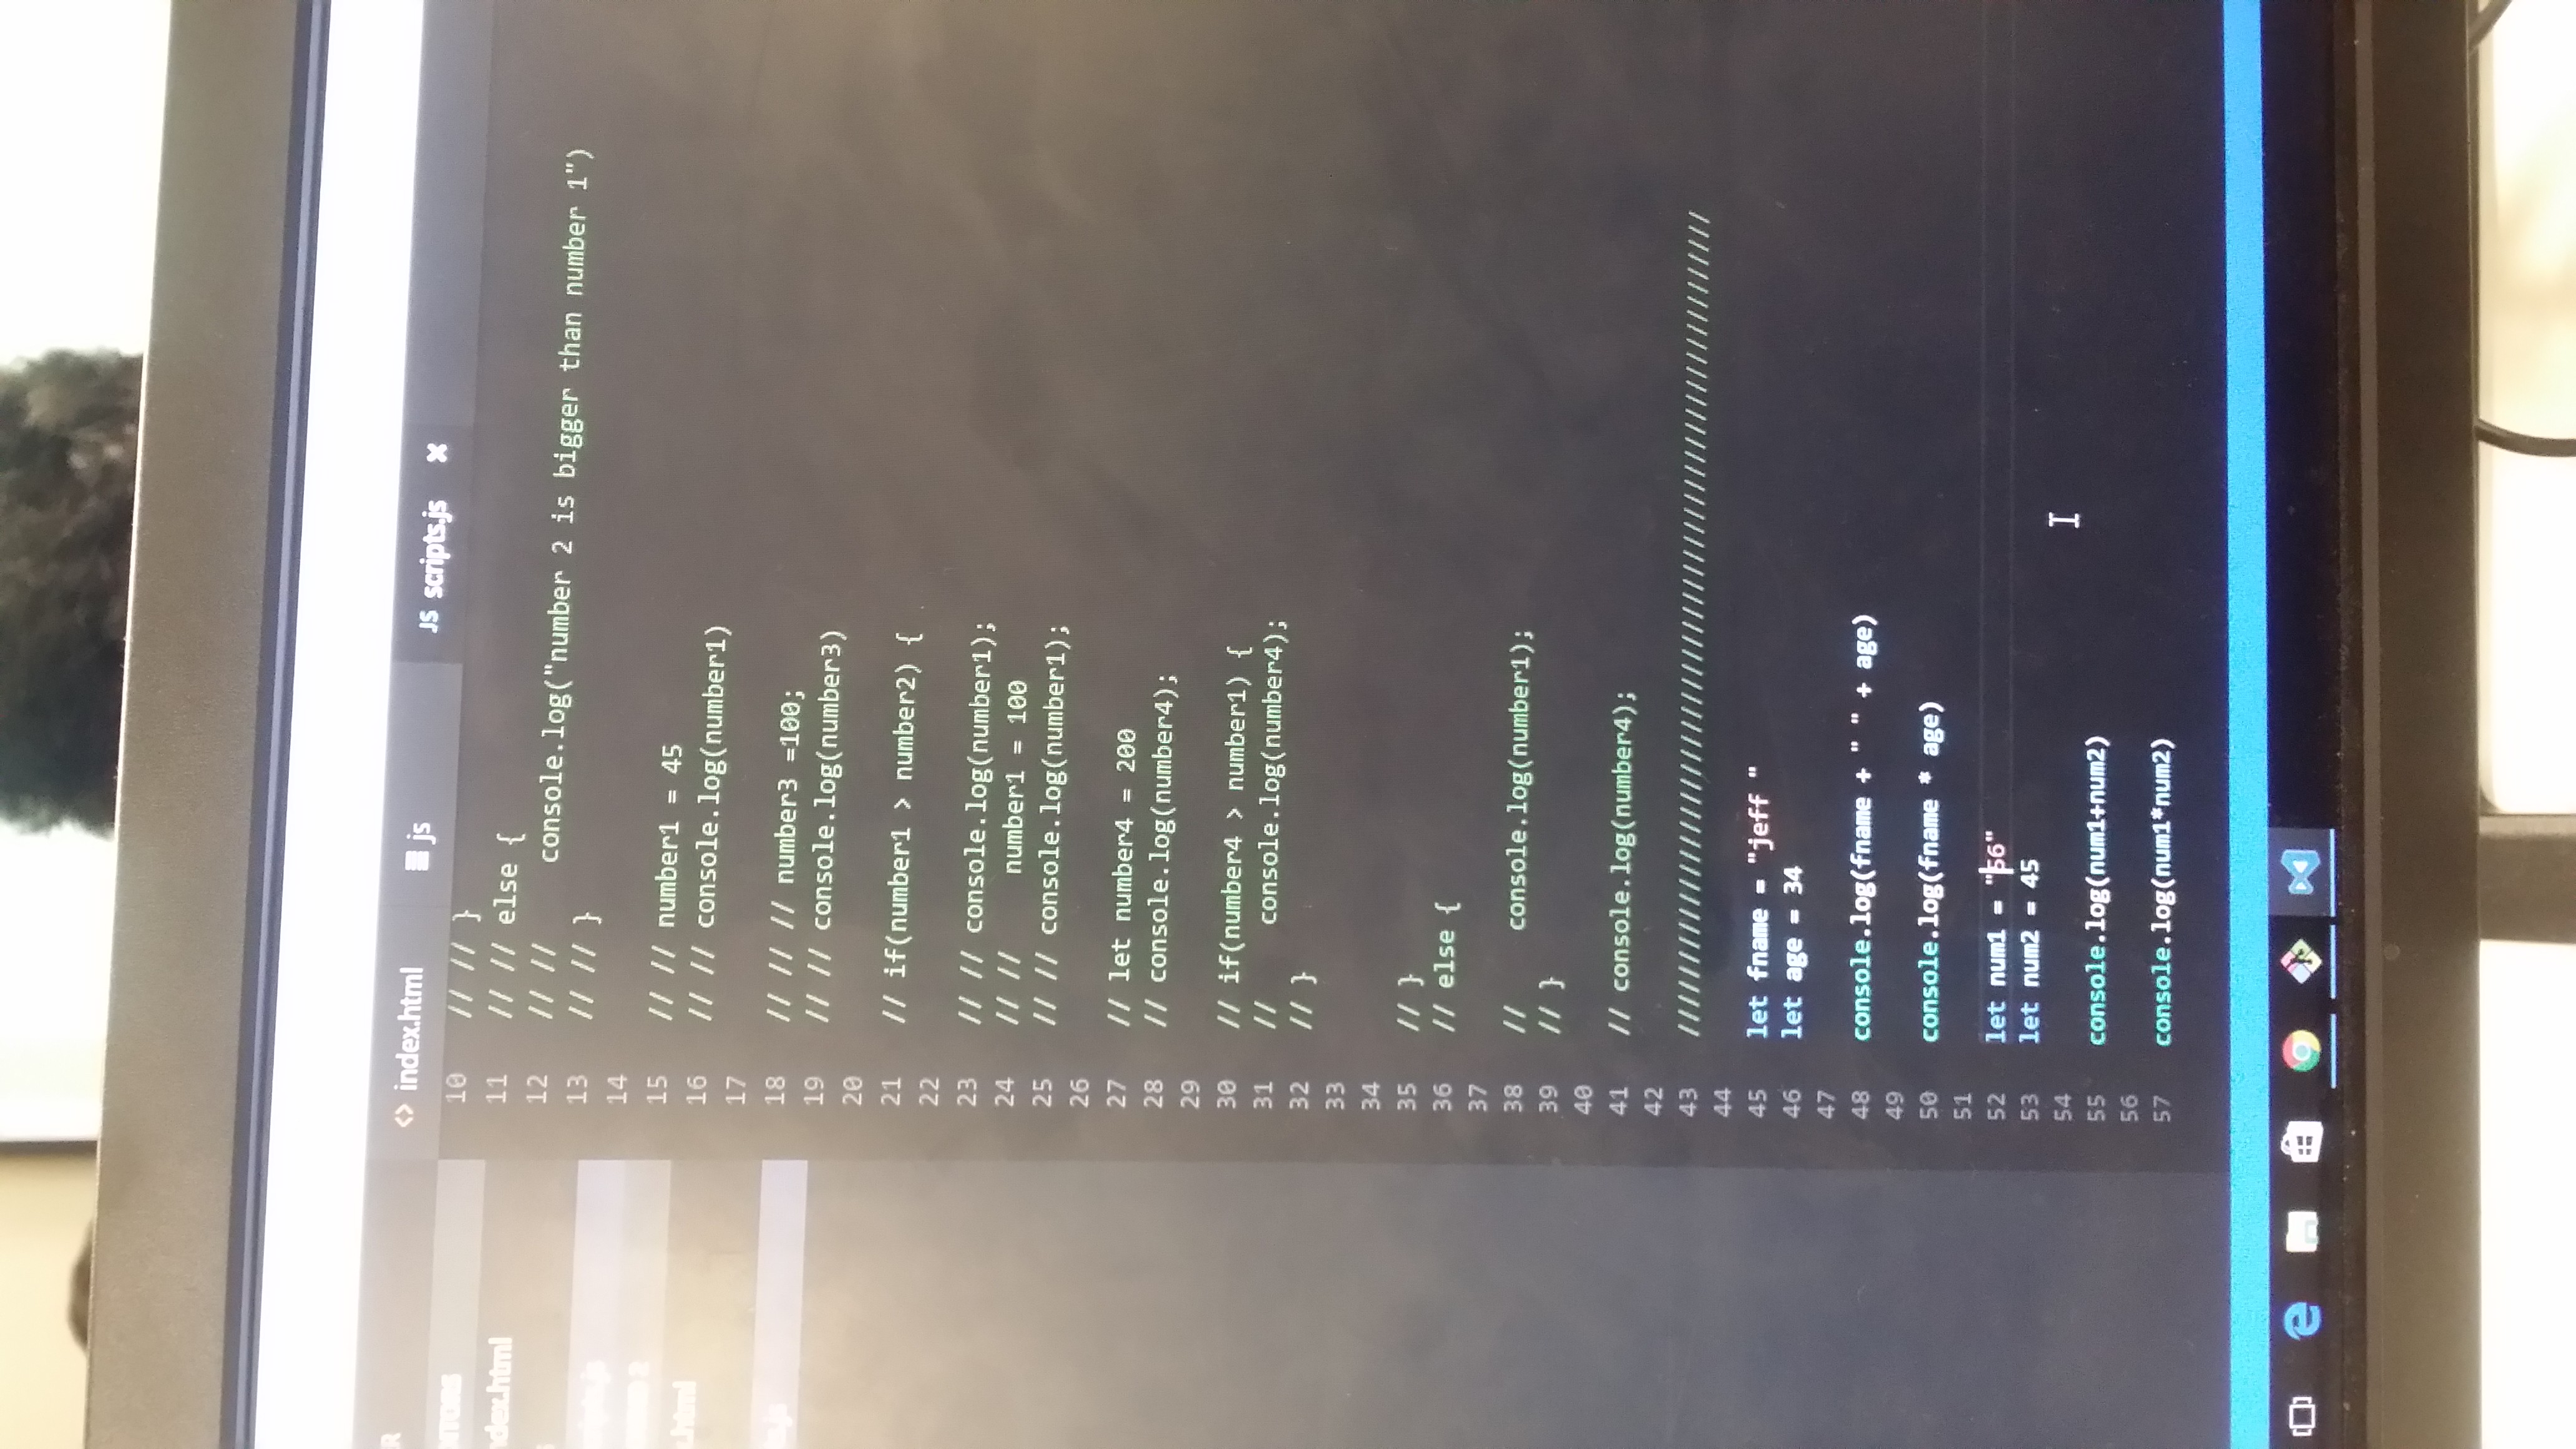 index.html
js
JS scripts.js ×
ndex.html
.html
10 // // }
11 // // else {
12 // //     console.log("number 2 is bigger than number 1")
13 // // }
14
15 // // number1 = 45
16 // // console.log(number1)
17
18 // // // number3 =100;
19 // // console.log(number3)
20
21 // if(number1 > number2) {
22
23 // // console.log(number1);
24 // //     number1 = 100
25 // // console.log(number1);
26
27 // let number4 = 200
28 // console.log(number4);
29
30 // if(number4 > number1) {
31 //     console.log(number4);
32 // }
33
34
35 // }
36 // else {
37
38 //     console.log(number1);
39 // }
40
41 // console.log(number4);
42
43 /////////////////////////////////////////////////////////
44
45 let fname = "jeff "
46 let age = 34
47
48 console.log(fname + " " + age)
49
50 console.log(fname * age)
51
52 let num1 = "56"
53 let num2 = 45
54
55 console.log(num1+num2)
56
57 console.log(num1*num2)